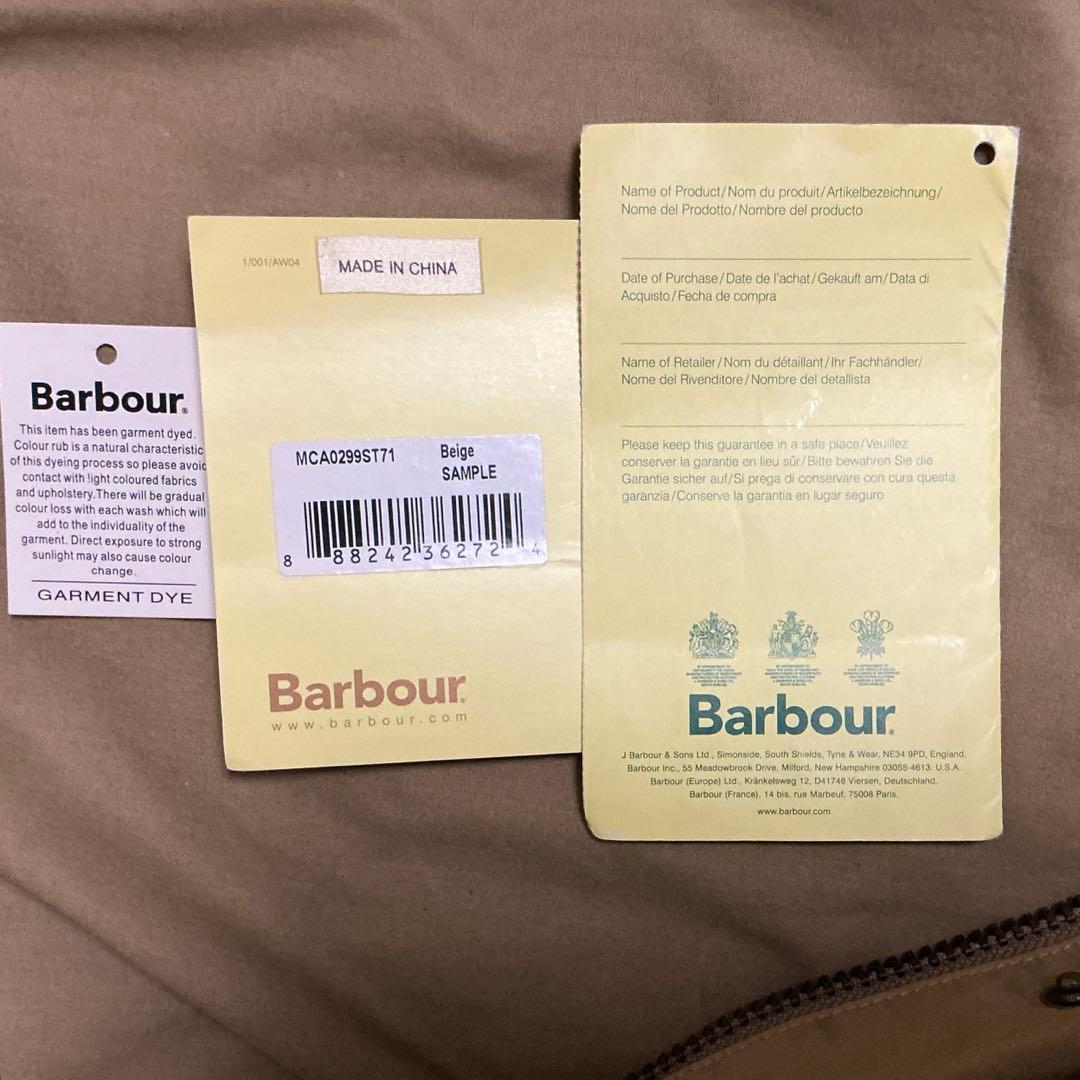 Barbour.
This item has been garment dyed.
Colour rub is a natural characteristic
of this dyeing process so please avoid
contact with light coloured fabrics
and upholstery. There will be gradual
colour loss with each wash which will
add to the individuality of the
garment. Direct exposure to strong
sunlight may also cause colour
change.
GARMENT DYE
1/001/AW04
MADE IN CHINA
MCA0299ST71 Beige
SAMPLE
8 88242 36272 4
Barbour.
www.barbour.com
Name of Product/Nom du produit/Artikelbezeichnung/
Nome del Prodotto/Nombre del producto
Date of Purchase/Date de l'achat/Gekauft am/Data di
Acquisto/Fecha de compra
Name of Retailer/Nom du détaillant/Ihr Fachhändler/
Nome del Rivenditore/Nombre del detallista
Please keep this guarantee in a safe place/Veuillez
conserver la garantie en lieu sûr/Bitte bewahren Sie die
Garantie sicher auf/Si prega di conservare con cura questa
garanzia/Conserve la garantia en lugar seguro
Barbour.
J Barbour & Sons Ltd., Simonside, South Shields, Tyne & Wear, NE34 9PD, England.
Barbour Inc., 55 Meadowbrook Drive, Milford, New Hampshire 03055-4613. U.S.A.
Barbour (Europe) Ltd., Kränkelsweg 12, D41748 Viersen, Deutschland.
Barbour (France), 14 bis, rue Marbeuf, 75008 Paris.
www.barbour.com